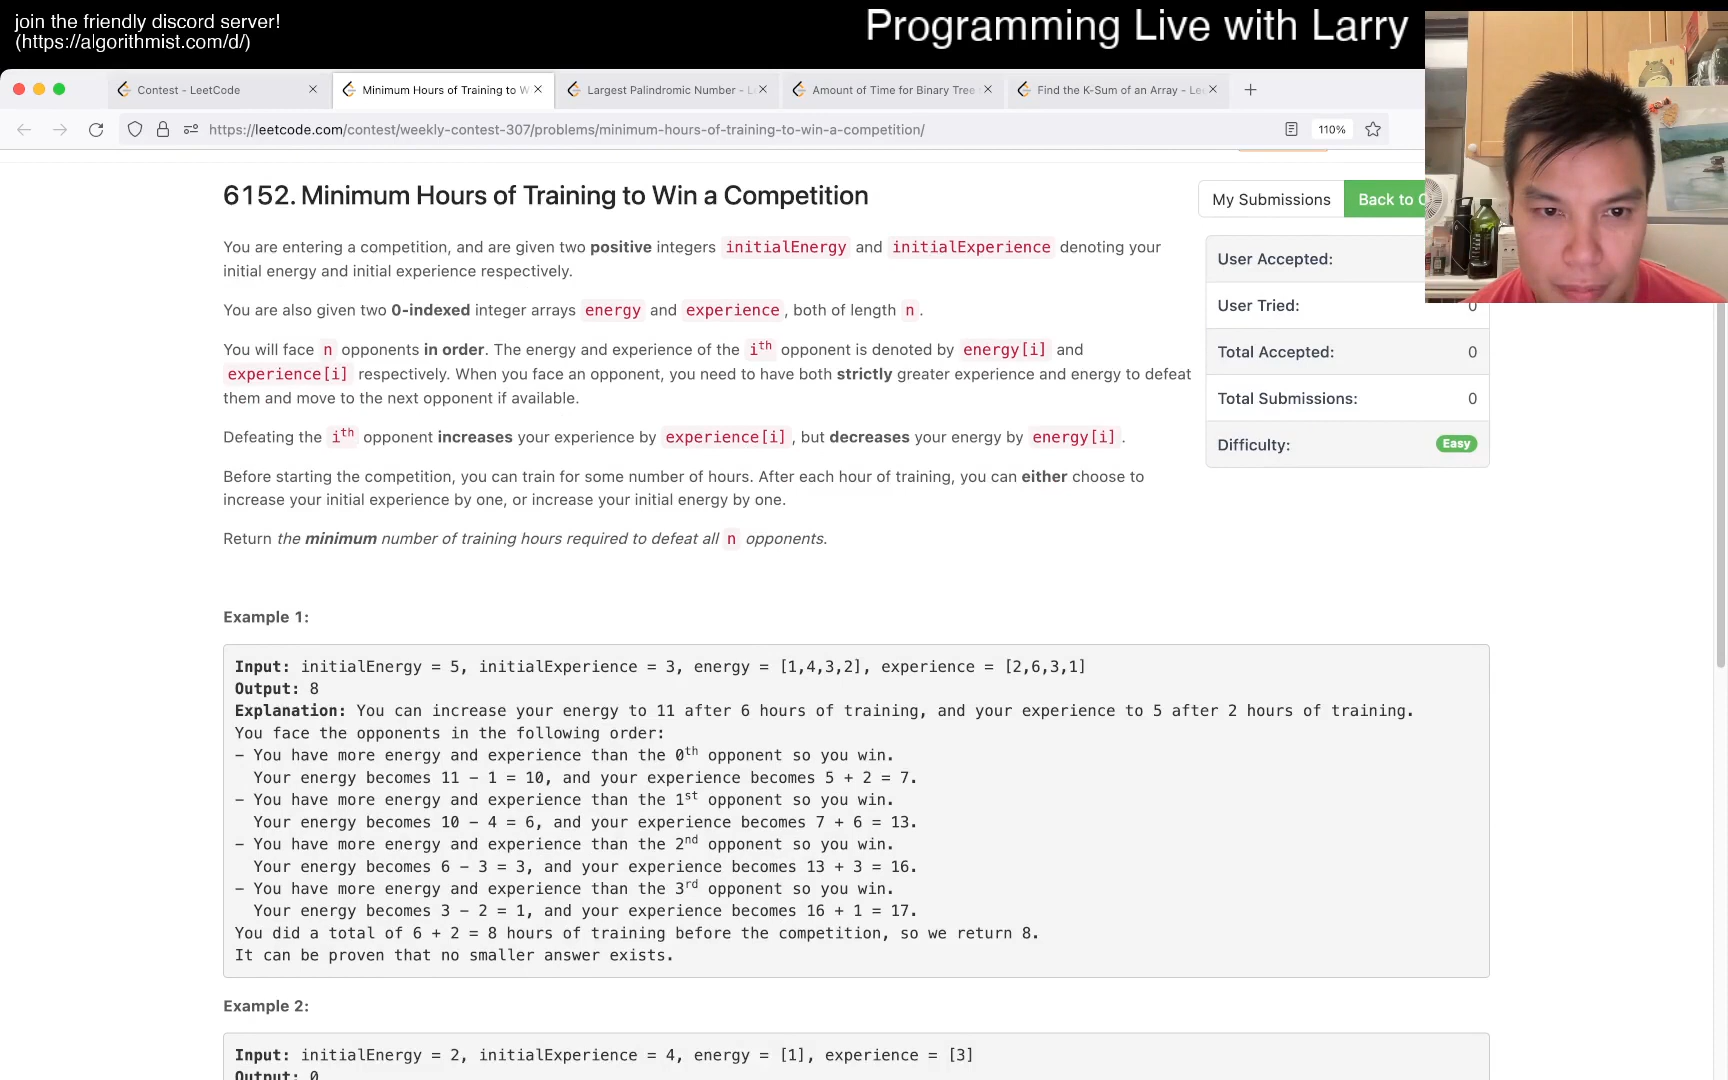 join the friendly discord server!
(https://algorithmist.com/d/)
Programming Live with Larry
Contest - LeetCode
Minimum Hours of Training to W
Largest Palindromic Number - L
Amount of Time for Binary Tree
Find the K-Sum of an Array - Le
https://leetcode.com/contest/weekly-contest-307/problems/minimum-hours-of-training-to-win-a-competition/
110%
6152. Minimum Hours of Training to Win a Competition
My Submissions
Back to C
You are entering a competition, and are given two positive integers initialEnergy and initialExperience denoting your
initial energy and initial experience respectively.
You are also given two 0-indexed integer arrays energy and experience, both of length n.
You will face n opponents in order. The energy and experience of the ith opponent is denoted by energy[i] and
experience[i] respectively. When you face an opponent, you need to have both strictly greater experience and energy to defeat
them and move to the next opponent if available.
Defeating the ith opponent increases your experience by experience[i], but decreases your energy by energy[i].
Before starting the competition, you can train for some number of hours. After each hour of training, you can either choose to
increase your initial experience by one, or increase your initial energy by one.
Return the minimum number of training hours required to defeat all n opponents.
User Accepted:
User Tried: 0
Total Accepted: 0
Total Submissions: 0
Difficulty: Easy
Example 1:
Input: initialEnergy = 5, initialExperience = 3, energy = [1,4,3,2], experience = [2,6,3,1]
Output: 8
Explanation: You can increase your energy to 11 after 6 hours of training, and your experience to 5 after 2 hours of training.
You face the opponents in the following order:
- You have more energy and experience than the 0th opponent so you win.
Your energy becomes 11 - 1 = 10, and your experience becomes 5 + 2 = 7.
- You have more energy and experience than the 1st opponent so you win.
Your energy becomes 10 - 4 = 6, and your experience becomes 7 + 6 = 13.
- You have more energy and experience than the 2nd opponent so you win.
Your energy becomes 6 - 3 = 3, and your experience becomes 13 + 3 = 16.
- You have more energy and experience than the 3rd opponent so you win.
Your energy becomes 3 - 2 = 1, and your experience becomes 16 + 1 = 17.
You did a total of 6 + 2 = 8 hours of training before the competition, so we return 8.
It can be proven that no smaller answer exists.
Example 2:
Input: initialEnergy = 2, initialExperience = 4, energy = [1], experience = [3]
Output: 0